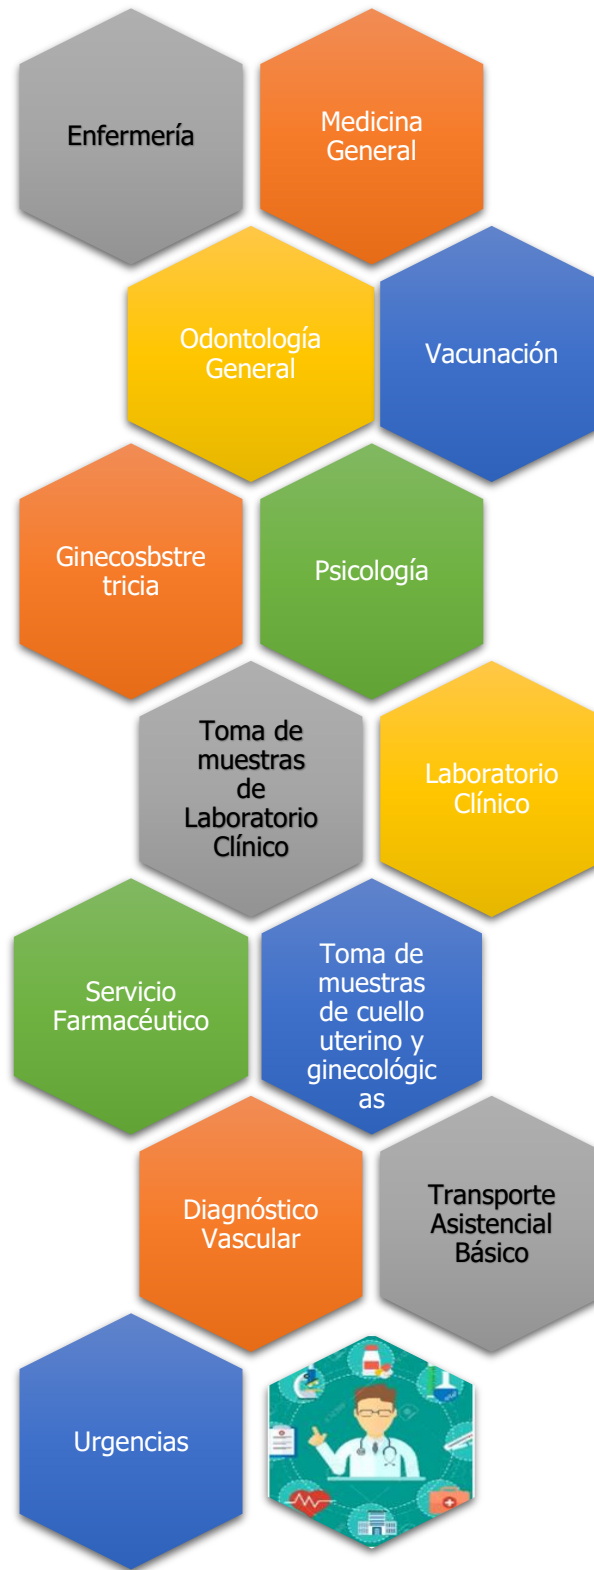 Enfermería
Medicina
General
Odontología
General
Vacunación
Ginecosbstre
tricia
Psicología
Toma de
muestras
de
Laboratorio
Clínico
Laboratorio
Clínico
Servicio
Farmacéutico
Toma de
muestras
de cuello
uterino y
ginecológic
as
Diagnóstico
Vascular
Transporte
Asistencial
Básico
Urgencias